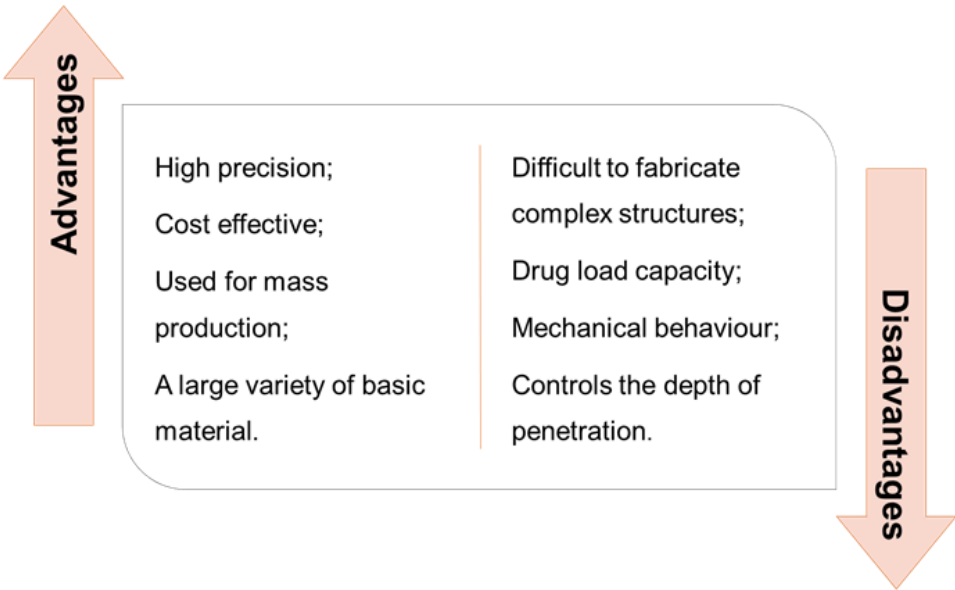 Advantages
High precision;
Cost effective;
Used for mass
production;
A large variety of basic
material.
Difficult to fabricate
complex structures;
Drug load capacity;
Mechanical behaviour;
Controls the depth of
penetration.
Disadvantages